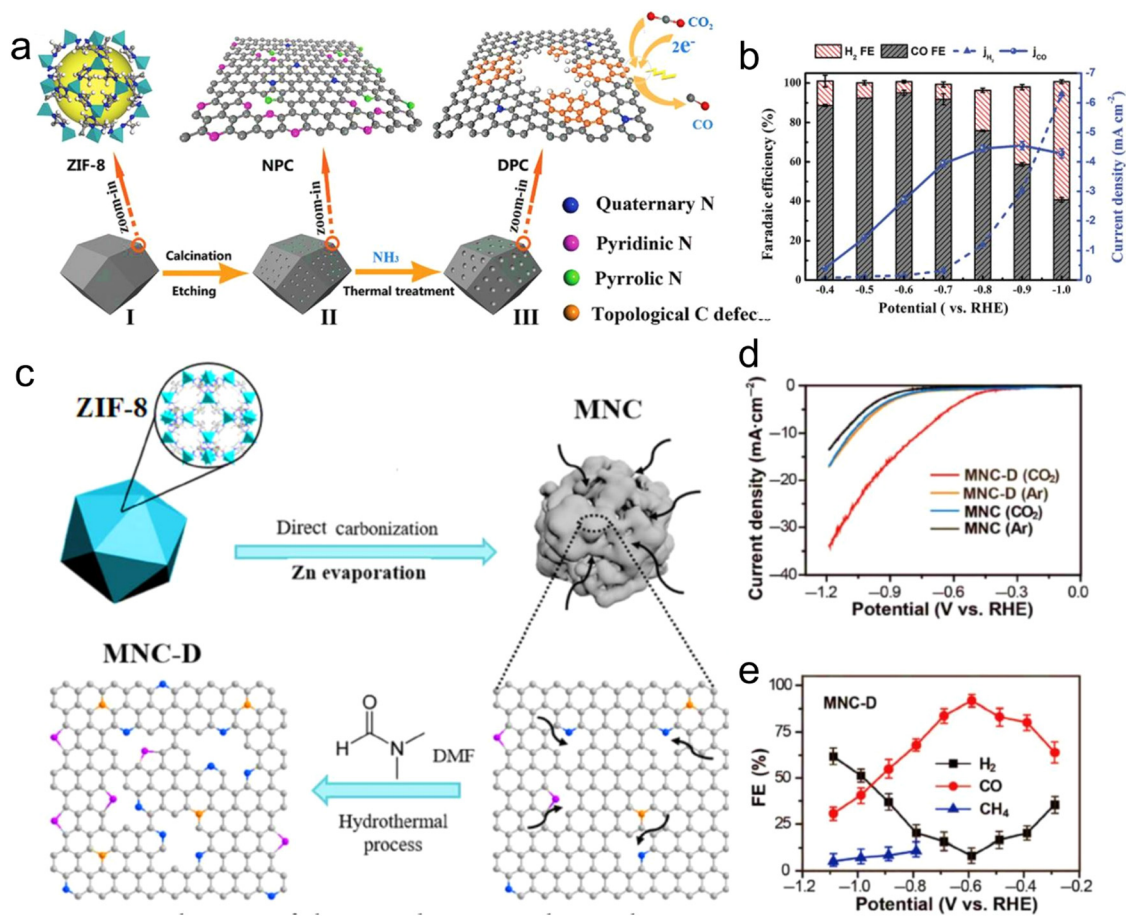 a
CO₂
2e⁻
CO
ZIF-8
NPC
DPC
zoom-in
zoom-in
zoom-in
Calcination
Etching
NH₃
Thermal treatment
I
II
III
Quaternary N
Pyridinic N
Pyrrolic N
Topological C defects
b
H₂ FE CO FE j_H₂ j_CO
Faradaic efficiency (%)
100
80
60
40
20
0
-7
-6
-5
-4
-3
-2
-1
0
Current density (mA cm⁻²)
-0.4 -0.5 -0.6 -0.7 -0.8 -0.9 -1.0
Potential ( vs. RHE)
c
ZIF-8
MNC
Direct carbonization
Zn evaporation
MNC-D
O
H N
DMF
Hydrothermal
process
d
Current density (mA·cm⁻²)
0
−10
−20
−30
−40
MNC-D (CO₂)
MNC-D (Ar)
MNC (CO₂)
MNC (Ar)
−1.2 −0.9 −0.6 −0.3 0.0
Potential (V vs. RHE)
e
MNC-D
FE (%)
100
75
50
25
0
H₂
CO
CH₄
−1.2 −1.0 −0.8 −0.6 −0.4 −0.2
Potential (V vs. RHE)